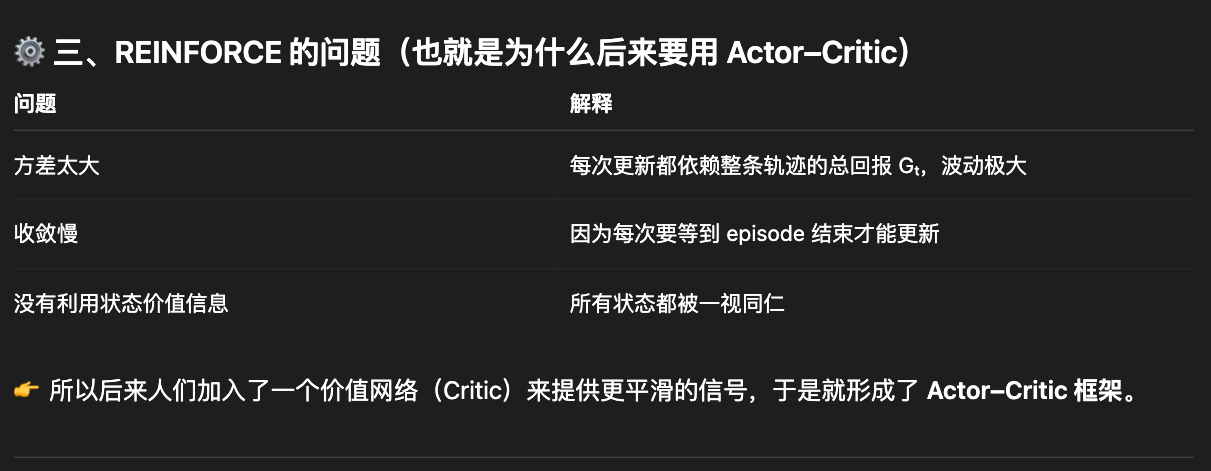 ⚙️ 三、REINFORCE 的问题（也就是为什么后来要用 Actor–Critic）
问题 解释
方差太大 每次更新都依赖整条轨迹的总回报 Gₜ，波动极大
收敛慢 因为每次要等到 episode 结束才能更新
没有利用状态价值信息 所有状态都被一视同仁
👉 所以后来人们加入了一个价值网络（Critic）来提供更平滑的信号，于是就形成了 Actor–Critic 框架。